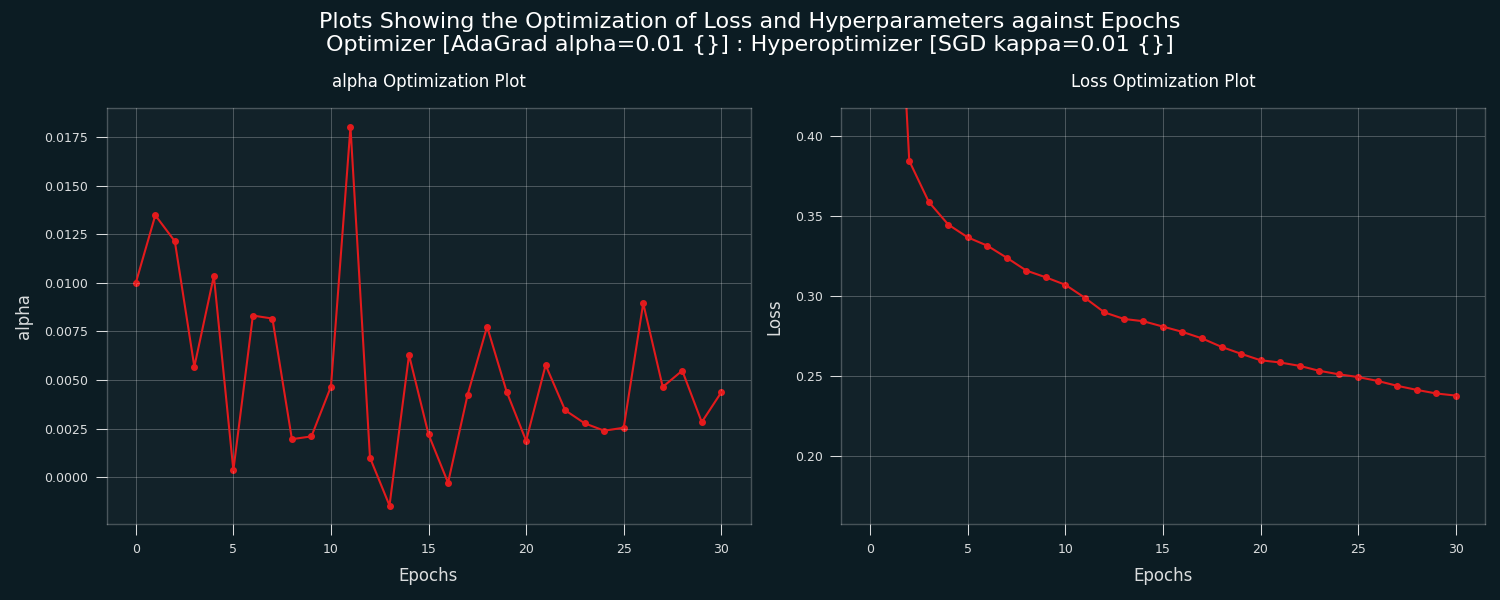 Plots Showing the Optimization of Loss and Hyperparameters against Epochs
Optimizer [AdaGrad alpha=0.01 {}] : Hyperoptimizer [SGD kappa=0.01 {}]
alpha Optimization Plot
0.0175
0.0150
0.0125
0.0100
0.0075
0.0050
0.0025
0.0000
alpha
0 5 10 15 20 25 30
Epochs
Loss Optimization Plot
0.40
0.35
0.30
0.25
0.20
Loss
0 5 10 15 20 25 30
Epochs